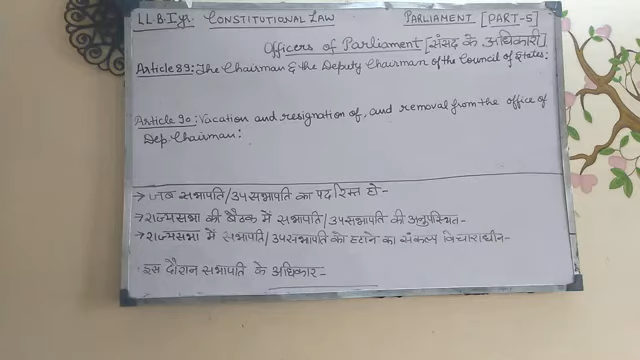 LL.B. I yr. CONSTITUTIONAL LAW PARLIAMENT [PART-5]
Officers of Parliament [संसद के अधिकारी]
Article 89: The Chairman & the Deputy Chairman of the Council of States:
Article 90: Vacation and resignation of, and removal from the office of
Dep. Chairman:
→ जब सभापति/उपसभापति का पद रिक्त हो-
→ राज्यसभा की बैठक में सभापति/उपसभापति की अनुपस्थिति-
→ राज्यसभा में सभापति/उपसभापति को हटाने का संकल्प विचाराधीन-
इस दौरान सभापति के अधिकार:-